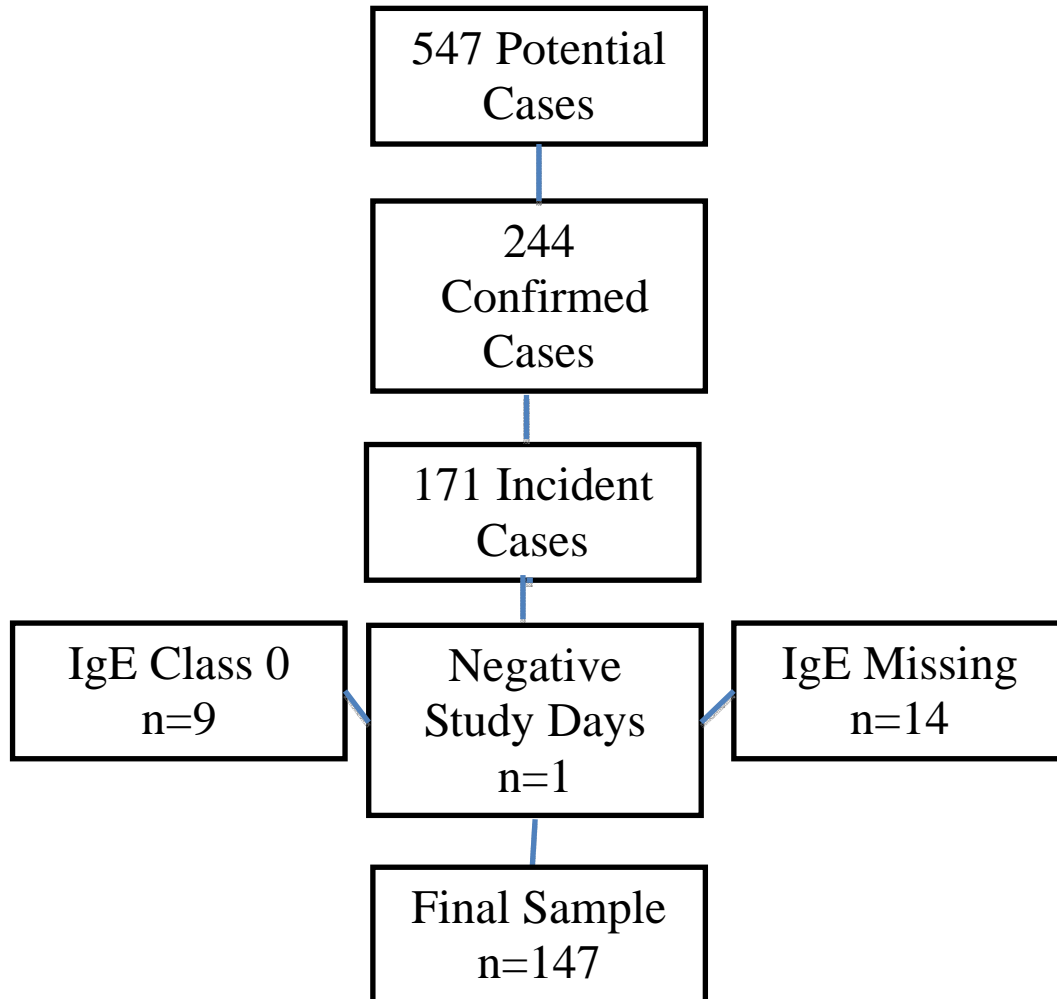 547 Potential
Cases
244
Confirmed
Cases
171 Incident
Cases
IgE Class 0
n=9
Negative
Study Days
n=1
IgE Missing
n=14
Final Sample
n=147